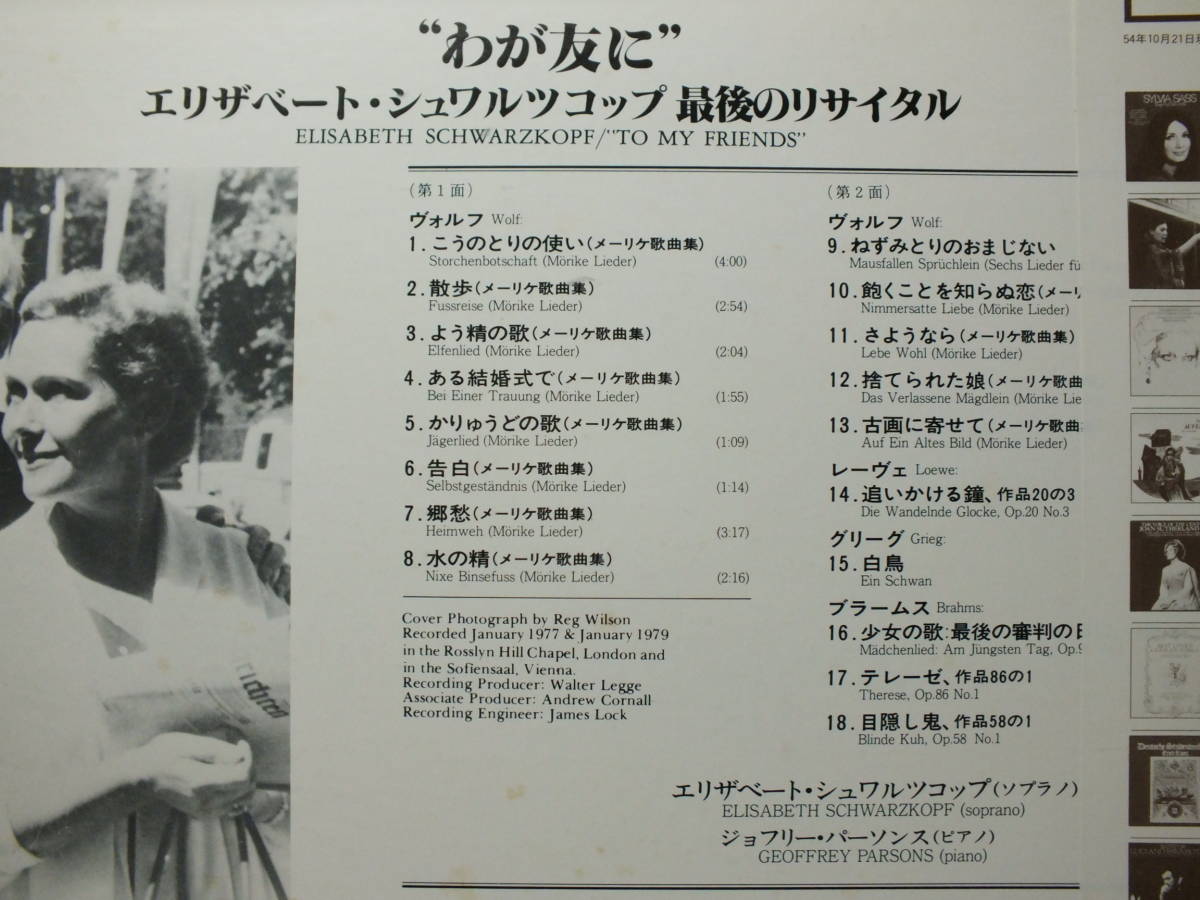 “わが友に”
エリザベート・シュワルツコップ 最後のリサイタル
ELISABETH SCHWARZKOPF/"TO MY FRIENDS"
(第1面)
ヴォルフ Wolf:
1.こうのとりの使い(メーリケ歌曲集)
Storchenbotschaft (Mörike Lieder) (4:00)
2.散歩(メーリケ歌曲集)
Fussreise (Mörike Lieder) (2:54)
3.よう精の歌(メーリケ歌曲集)
Elfenlied (Mörike Lieder) (2:04)
4.ある結婚式で(メーリケ歌曲集)
Bei Einer Trauung (Mörike Lieder) (1:55)
5.かりゅうどの歌(メーリケ歌曲集)
Jägerlied (Mörike Lieder) (1:09)
6.告白(メーリケ歌曲集)
Selbstgeständnis (Mörike Lieder) (1:14)
7.郷愁(メーリケ歌曲集)
Heimweh (Mörike Lieder) (3:17)
8.水の精(メーリケ歌曲集)
Nixe Binsefuss (Mörike Lieder) (2:16)
Cover Photograph by Reg Wilson
Recorded January 1977 & January 1979
in the Rosslyn Hill Chapel, London and
in the Sofiensaal, Vienna.
Recording Producer: Walter Legge
Associate Producer: Andrew Cornall
Recording Engineer: James Lock
(第2面)
ヴォルフ Wolf:
9.ねずみとりのおまじない
Mausfallen Sprüchlein (Sechs Lieder fü
10.飽くことを知らぬ恋(メー
Nimmersatte Liebe (Mörike Lieder)
11.さようなら(メーリケ歌曲集)
Lebe Wohl (Mörike Lieder)
12.捨てられた娘(メーリケ歌曲
Das Verlassene Mägdlein (Mörike Lie
13.古画に寄せて(メーリケ歌曲
Auf Ein Altes Bild (Mörike Lieder)
レーヴェ Loewe:
14.追いかける鐘、作品20の3
Die Wandelnde Glocke, Op.20 No.3
グリーグ Grieg:
15.白鳥
Ein Schwan
ブラームス Brahms:
16.少女の歌:最後の審判の
Mädchenlied: Am Jüngsten Tag, Op.9
17.テレーゼ、作品86の1
Therese, Op.86 No.1
18.目隠し鬼、作品58の1
Blinde Kuh, Op.58 No.1
エリザベート・シュワルツコップ(ソプラノ)
ELISABETH SCHWARZKOPF (soprano)
ジョフリー・パーソンス(ピアノ)
GEOFFREY PARSONS (piano)
54年10月21日
SYLVIA SASS
JOAN SUTHERLAND